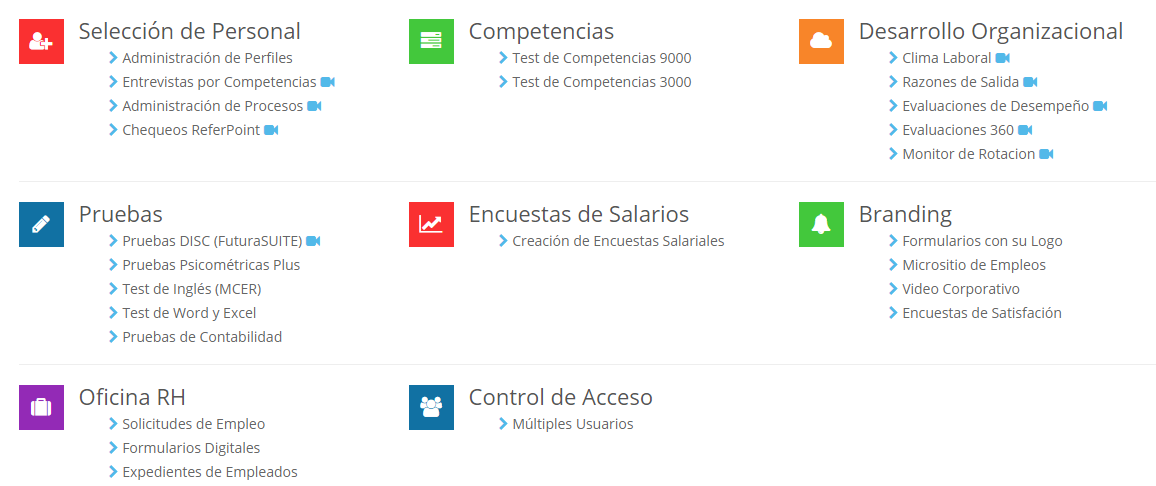 Selección de Personal
Administración de Perfiles
Entrevistas por Competencias
Administración de Procesos
Chequeos ReferPoint
Competencias
Test de Competencias 9000
Test de Competencias 3000
Desarrollo Organizacional
Clima Laboral
Razones de Salida
Evaluaciones de Desempeño
Evaluaciones 360
Monitor de Rotacion
Pruebas
Pruebas DISC (FuturaSUITE)
Pruebas Psicométricas Plus
Test de Inglés (MCER)
Test de Word y Excel
Pruebas de Contabilidad
Encuestas de Salarios
Creación de Encuestas Salariales
Branding
Formularios con su Logo
Micrositio de Empleos
Video Corporativo
Encuestas de Satisfacción
Oficina RH
Solicitudes de Empleo
Formularios Digitales
Expedientes de Empleados
Control de Acceso
Múltiples Usuarios